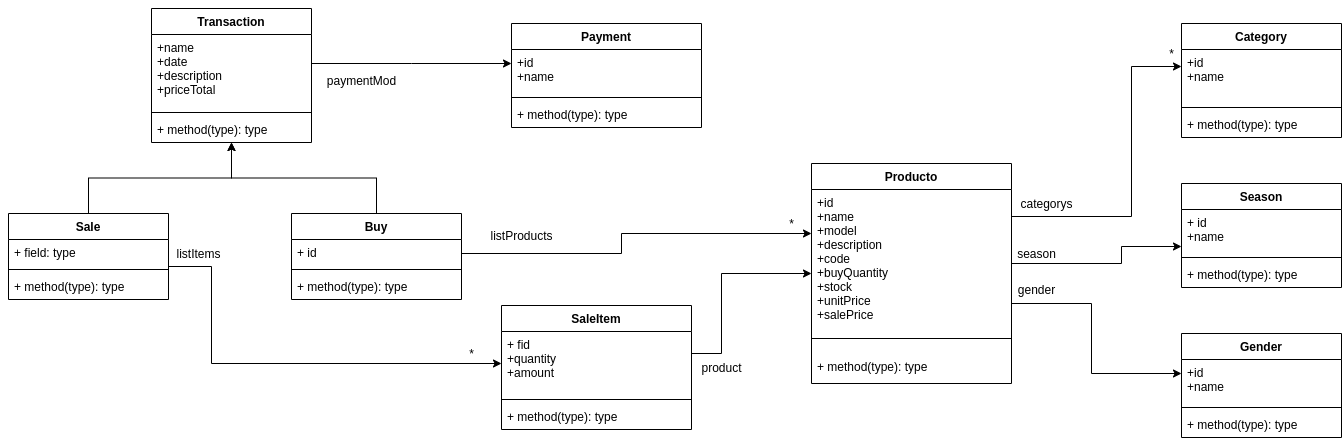 Transaction
+name
+date
+description
+priceTotal
+ method(type): type
paymentMod
Payment
+id
+name
+ method(type): type
Category
+id
+name
+ method(type): type
*
categorys
Producto
+id
+name
+model
+description
+code
+buyQuantity
+stock
+unitPrice
+salePrice
+ method(type): type
Season
+ id
+name
+ method(type): type
season
gender
Gender
+id
+name
+ method(type): type
Sale
+ field: type
+ method(type): type
listItems
*
Buy
+ id
+ method(type): type
listProducts
*
SaleItem
+ fid
+quantity
+amount
+ method(type): type
product